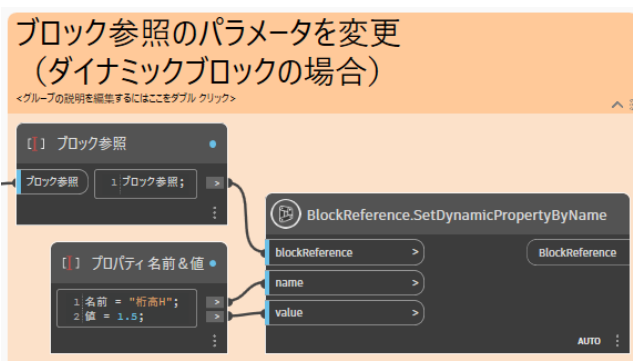 ブロック参照のパラメータを変更
（ダイナミックブロックの場合）
<グループの説明を編集するにはここをダブル クリック>
[ ] ブロック参照
ブロック参照
1 ブロック参照;
>
BlockReference.SetDynamicPropertyByName
blockReference >
BlockReference
name >
value >
AUTO
[ ] プロパティ 名前＆値
1 名前 = "桁高H"; >
2 値 = 1.5; >